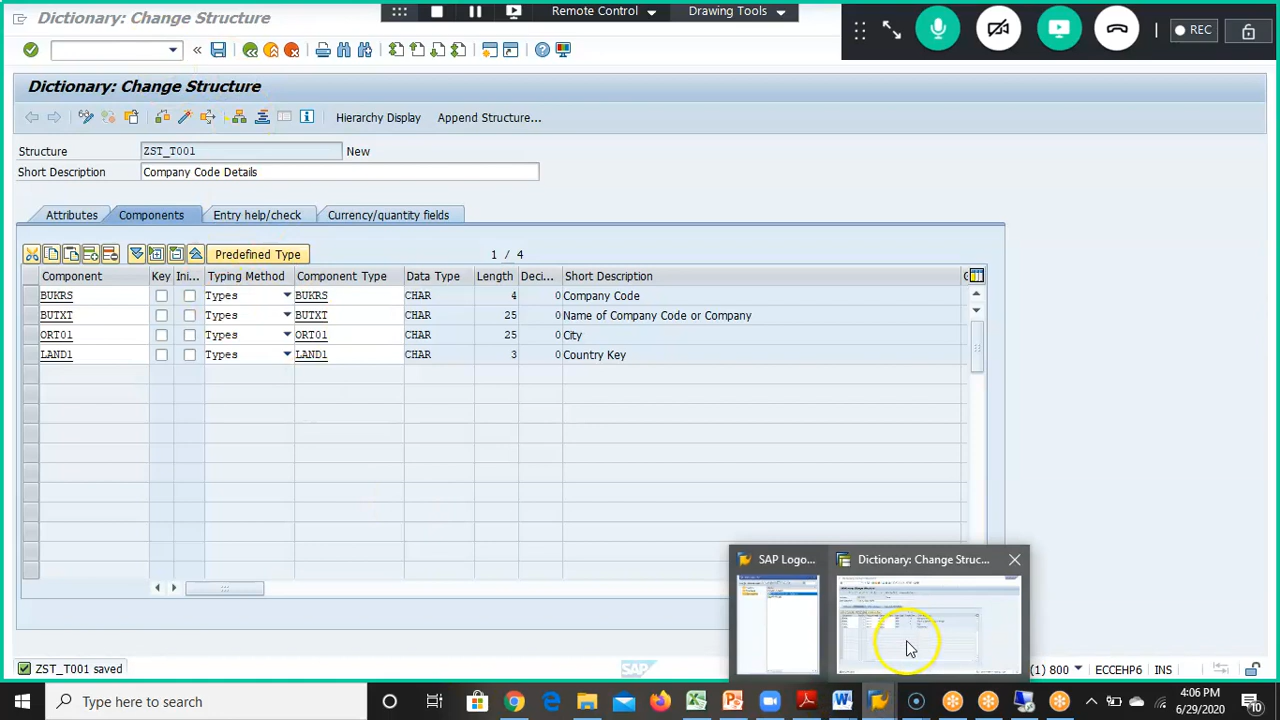 Dictionary: Change Structure
Remote Control
Drawing Tools
REC
Dictionary: Change Structure
Hierarchy Display
Append Structure...
Structure ZST_T001 New
Short Description Company Code Details
Attributes Components Entry help/check Currency/quantity fields
Predefined Type 1 / 4
Component Key Ini... Typing Method Component Type Data Type Length Deci... Short Description
BUKRS Types BUKRS CHAR 4 0 Company Code
BUTXT Types BUTXT CHAR 25 0 Name of Company Code or Company
ORT01 Types ORT01 CHAR 25 0 City
LAND1 Types LAND1 CHAR 3 0 Country Key
SAP Logo...
Dictionary: Change Struc...
ZST_T001 saved
SAP
(1) 800 ECCEHP6 INS
Type here to search
4:06 PM
6/29/2020
10